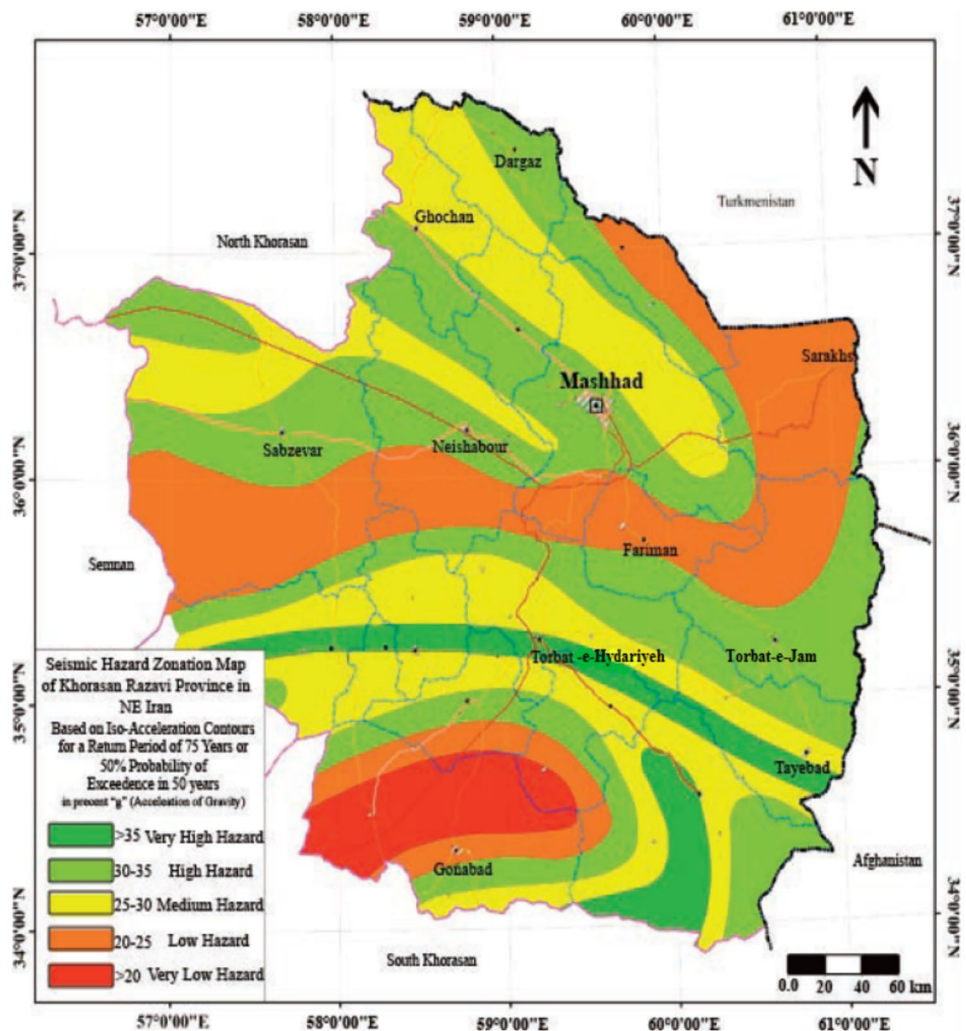 57°0'0"E 58°0'0"E 59°0'0"E 60°0'0"E 61°0'0"E
N
Dargaz
Turkmenistan
Ghochan
North Khorasan
37°0'0"N
37°0'0"N
Sarakhs
Mashhad
Sabzevar
Neishabour
36°0'0"N
36°0'0"N
Semnan
Fariman
Torbat -e-Hydariyeh
Torbat-e-Jam
35°0'0"N
35°0'0"N
Tayebad
Seismic Hazard Zonation Map
of Khorasan Razavi Province in
NE Iran
Based on Iso-Acceleration Contours
for a Return Period of 75 Years or
50% Probability of
Exceedence in 50 years
in present "g" (Acceleation of Gravity)
>35 Very High Hazard
30-35 High Hazard
25-30 Medium Hazard
20-25 Low Hazard
>20 Very Low Hazard
Gonabad
Afghanistan
34°0'0"N
34°0'0"N
South Khorasan
0.0 20 40 60 km
57°0'0"E 58°0'0"E 59°0'0"E 60°0'0"E 61°0'0"E